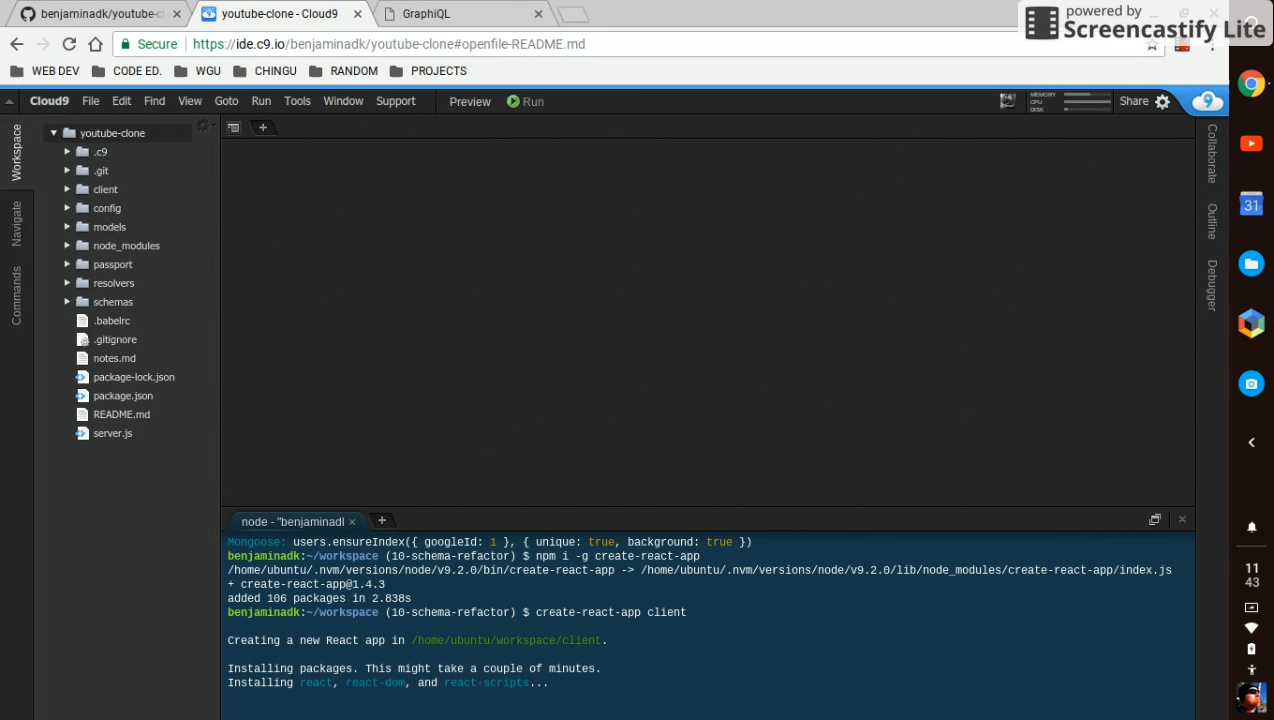 benjaminadk/youtube-cl
youtube-clone - Cloud9
GraphiQL
powered by
Screencastify Lite
Secure
https://ide.c9.io/benjaminadk/youtube-clone#openfile-README.md
WEB DEV
CODE ED.
WGU
CHINGU
RANDOM
PROJECTS
Cloud9 File Edit Find View Goto Run Tools Window Support Preview Run
MEMORY
CPU
DISK
Share
9
Workspace
Navigate
Commands
youtube-clone
.c9
.git
client
config
models
node_modules
passport
resolvers
schemas
.babelrc
.gitignore
notes.md
package-lock.json
package.json
README.md
server.js
Collaborate
Outline
Debugger
31
node - "benjaminadl
Mongoose: users.ensureIndex({ googleId: 1 }, { unique: true, background: true })
benjaminadk:~/workspace (10-schema-refactor) $ npm i -g create-react-app
/home/ubuntu/.nvm/versions/node/v9.2.0/bin/create-react-app -> /home/ubuntu/.nvm/versions/node/v9.2.0/lib/node_modules/create-react-app/index.js
+ create-react-app@1.4.3
added 106 packages in 2.838s
benjaminadk:~/workspace (10-schema-refactor) $ create-react-app client
Creating a new React app in /home/ubuntu/workspace/client.
Installing packages. This might take a couple of minutes.
Installing react, react-dom, and react-scripts...
11
43